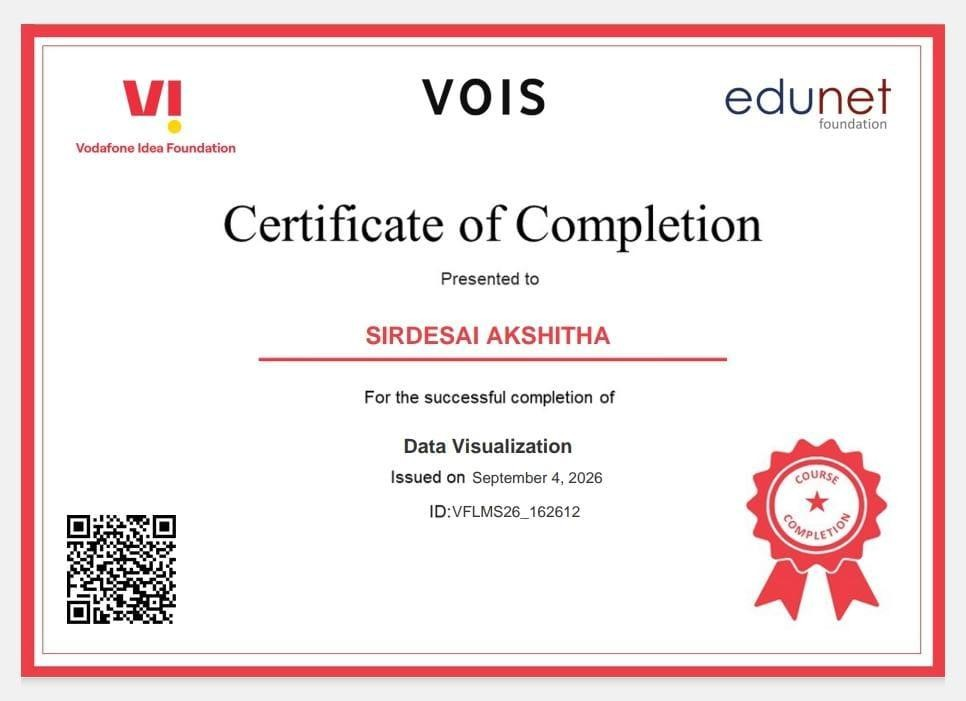 VI
Vodafone Idea Foundation
VOIS
edunet
foundation
Certificate of Completion
Presented to
SIRDESAI AKSHITHA
For the successful completion of
Data Visualization
Issued on September 4, 2026
ID:VFLMS26_162612
COURSE
COMPLETION